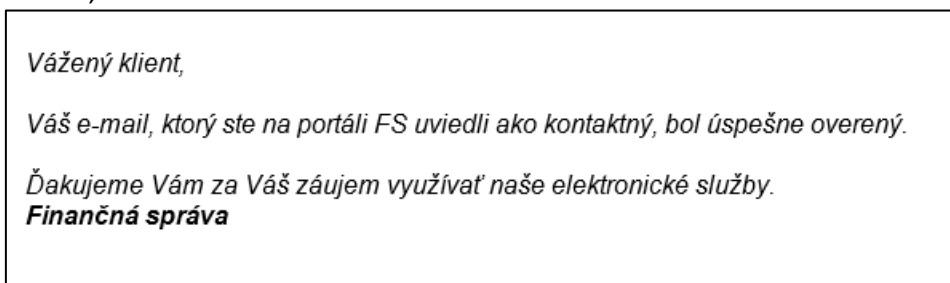 Vážený klient,
Váš e-mail, ktorý ste na portáli FS uviedli ako kontaktný, bol úspešne overený.
Ďakujeme Vám za Váš záujem využívať naše elektronické služby.
Finančná správa